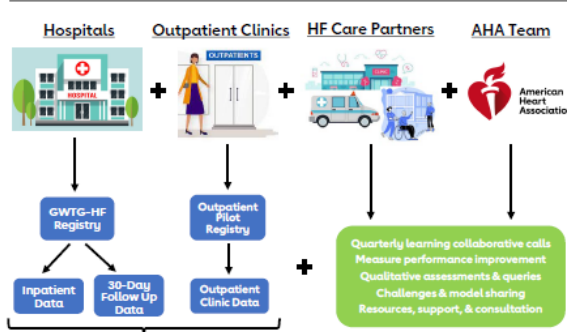 Hospitals
Outpatient Clinics
HF Care Partners
AHA Team
HOSPITAL
OUTPATIENTS
CLINIC
American
Heart
Association
GWTG-HF
Registry
Outpatient
Pilot
Registry
Inpatient
Data
30-Day
Follow Up
Data
Outpatient
Clinic Data
Quarterly learning collaborative calls
Measure performance improvement
Qualitative assessments & queries
Challenges & model sharing
Resources, support, & consultation